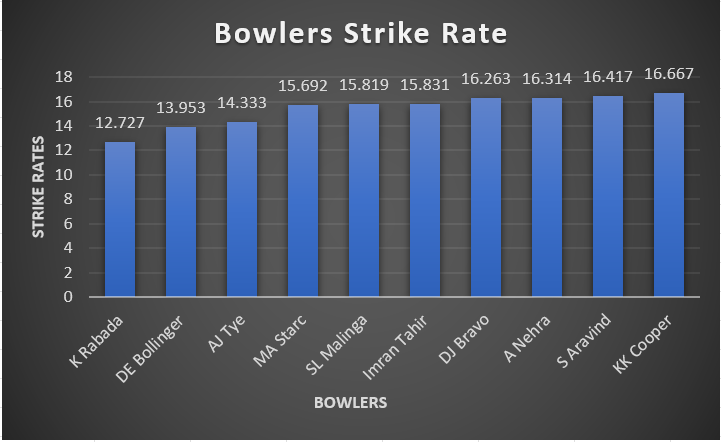 Bowlers Strike Rate
STRIKE RATES
18
16
14
12
10
8
6
4
2
0
12.727
13.953
14.333
15.692
15.819
15.831
16.263
16.314
16.417
16.667
K Rabada
DE Bollinger
AJ Tye
MA Starc
SL Malinga
Imran Tahir
DJ Bravo
A Nehra
S Aravind
KK Cooper
BOWLERS